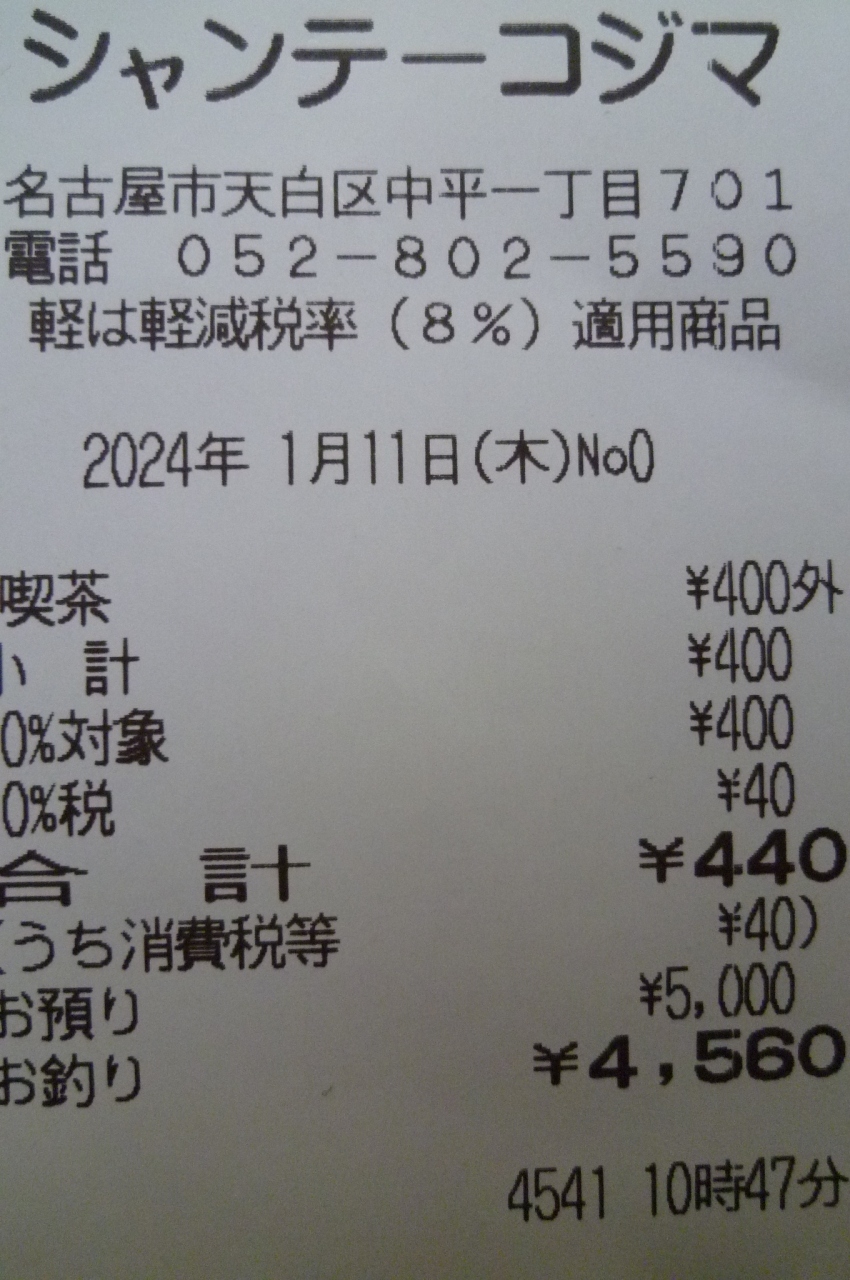 シャンテーコジマ
名古屋市天白区中平一丁目701
電話 052-802-5590
軽は軽減税率(8%)適用商品
2024年 1月11日(木)No0
喫茶 ¥400外
小 計 ¥400
0%対象 ¥400
0%税 ¥40
合 計 ¥440
(うち消費税等 ¥40)
お預り ¥5,000
お釣り ¥4,560
4541 10時47分